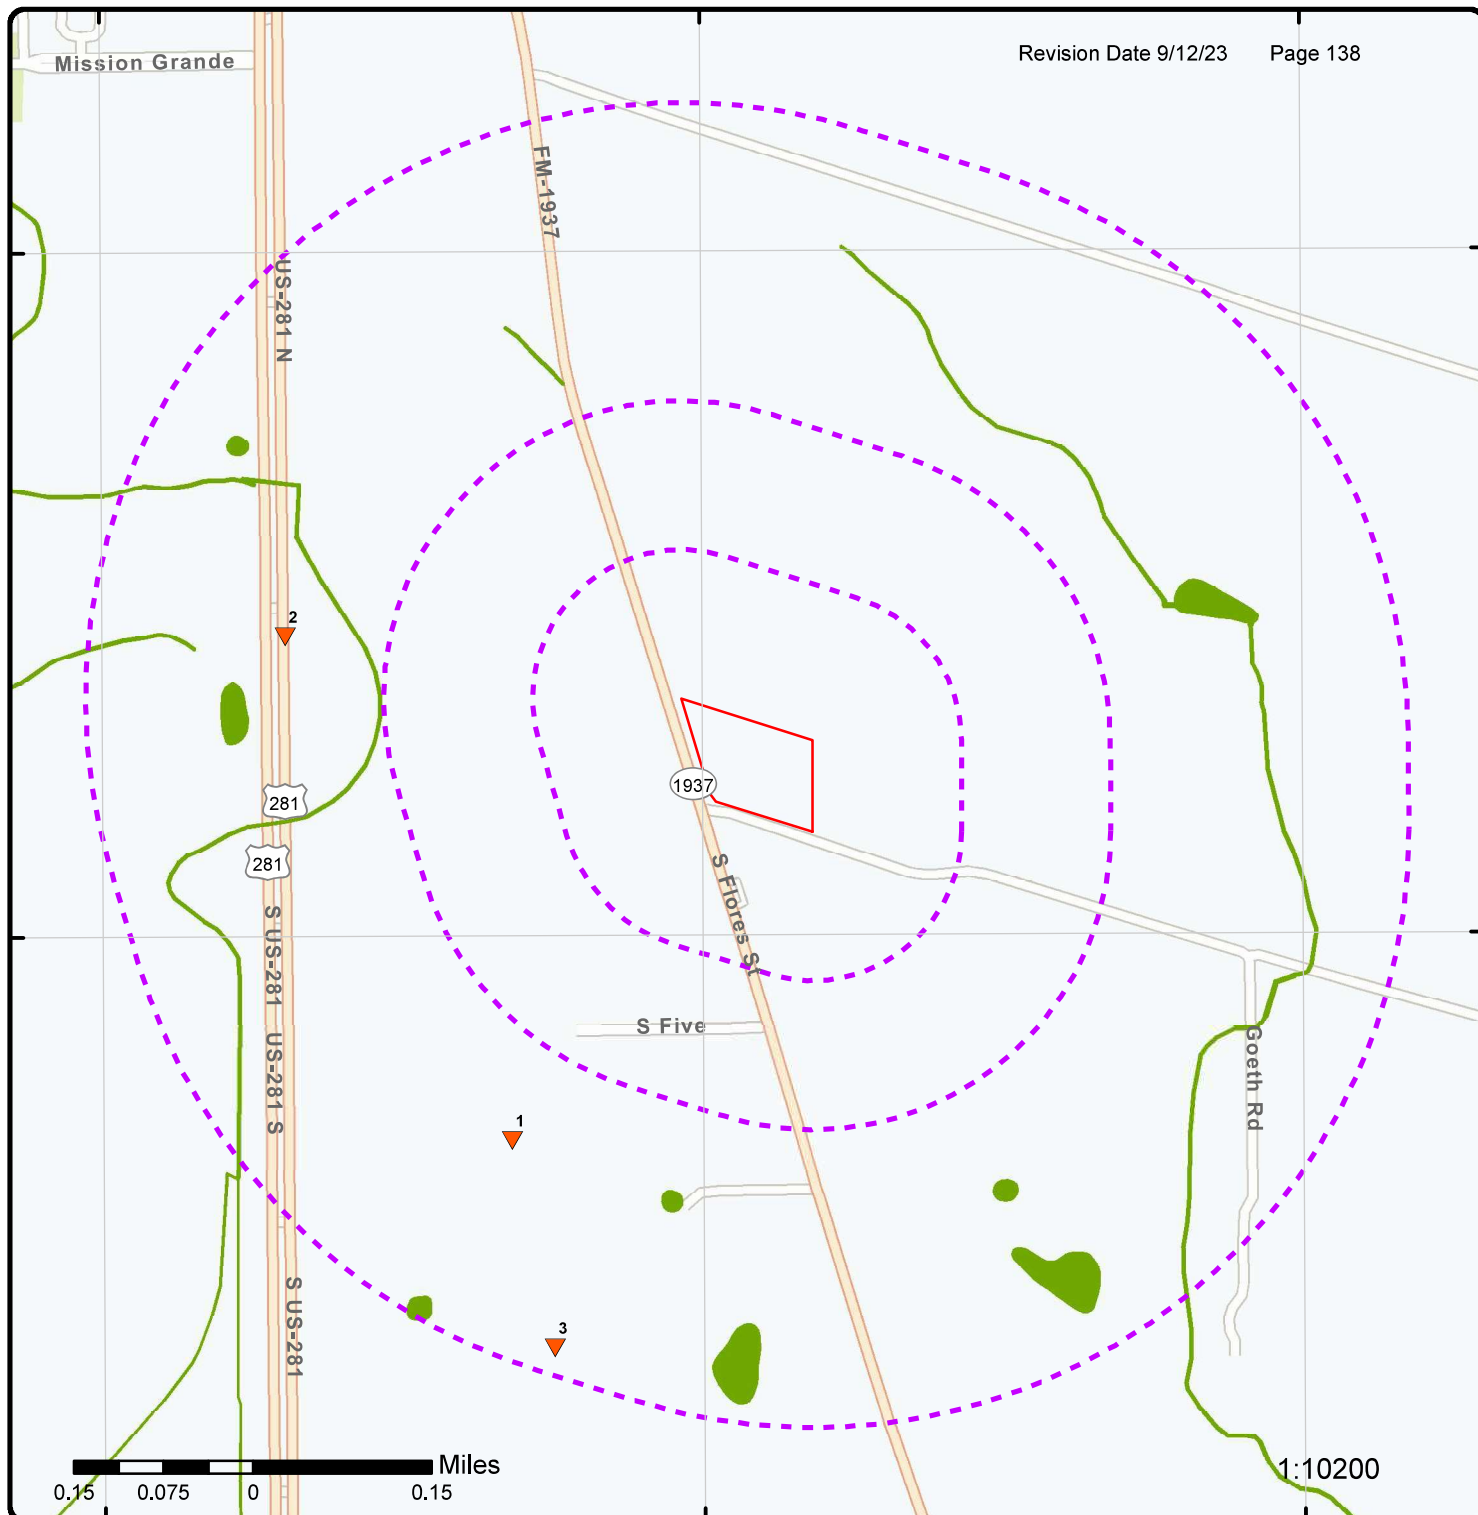 Mission Grande
Revision Date 9/12/23 Page 138
FM-1937
US-281 N
2
281
1937
281
S Flores St
S US-281
US-281 S
S Five
Goeth Rd
1
S US-281
3
Miles
0.15 0.075 0 0.15
1:10200